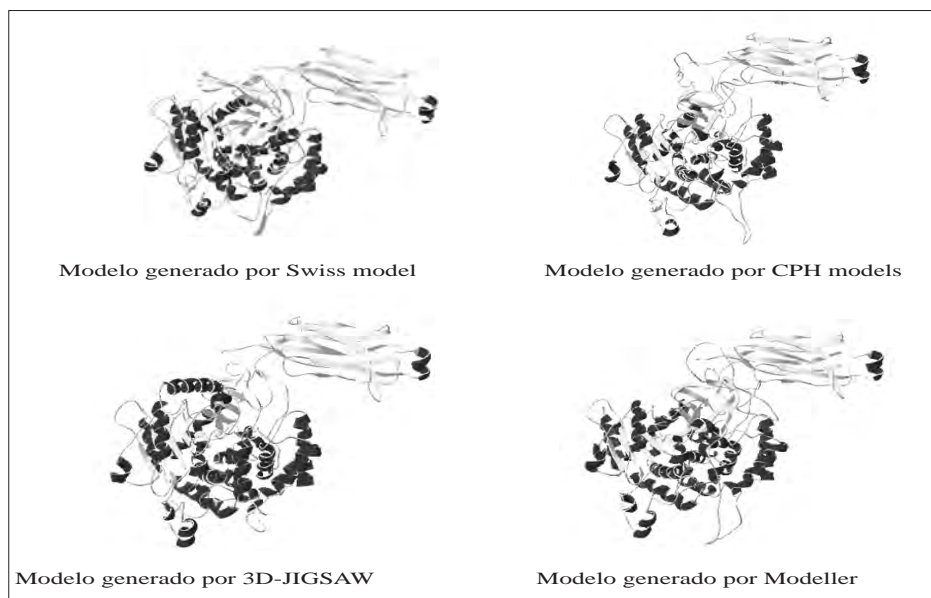 Modelo generado por Swiss model
Modelo generado por CPH models
Modelo generado por 3D-JIGSAW
Modelo generado por Modeller